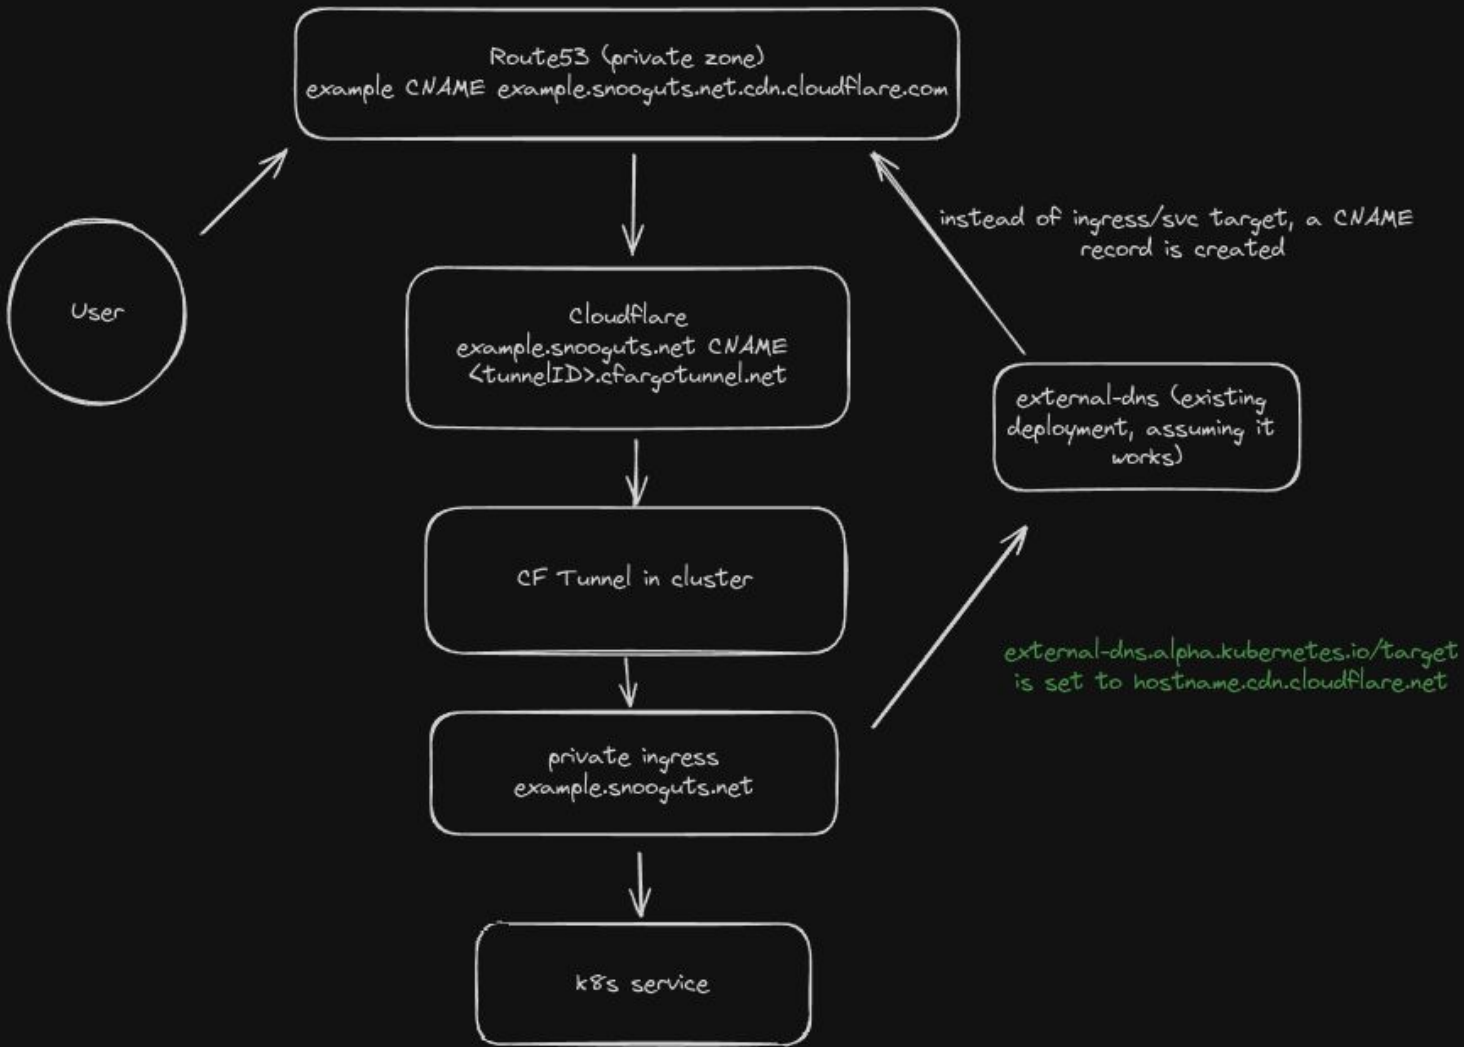 Route53 (private zone)
example CNAME example.snooguts.net.cdn.cloudflare.com
instead of ingress/svc target, a CNAME
record is created
User
Cloudflare
example.snooguts.net CNAME
<tunnelID>.cfargotunnel.net
external-dns (existing
deployment, assuming it
works)
CF Tunnel in cluster
external-dns.alpha.kubernetes.io/target
is set to hostname.cdn.cloudflare.net
private ingress
example.snooguts.net
k8s service